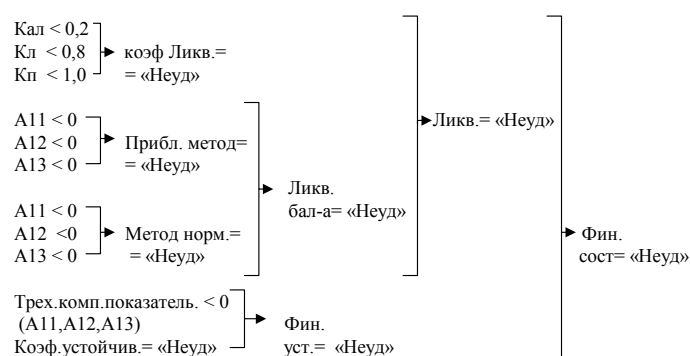 Кал < 0,2
Кл < 0,8
Кп < 1,0
коэф Ликв.=
= «Неуд»
А11 < 0
А12 < 0
А13 < 0
Прибл. метод=
= «Неуд»
А11 < 0
А12 <0
А13 < 0
Метод норм.=
= «Неуд»
Ликв.
бал-а= «Неуд»
Ликв.= «Неуд»
Трех.комп.показатель. < 0
(А11,А12,А13)
Коэф.устойчив.= «Неуд»
Фин.
уст.= «Неуд»
Фин.
сост= «Неуд»